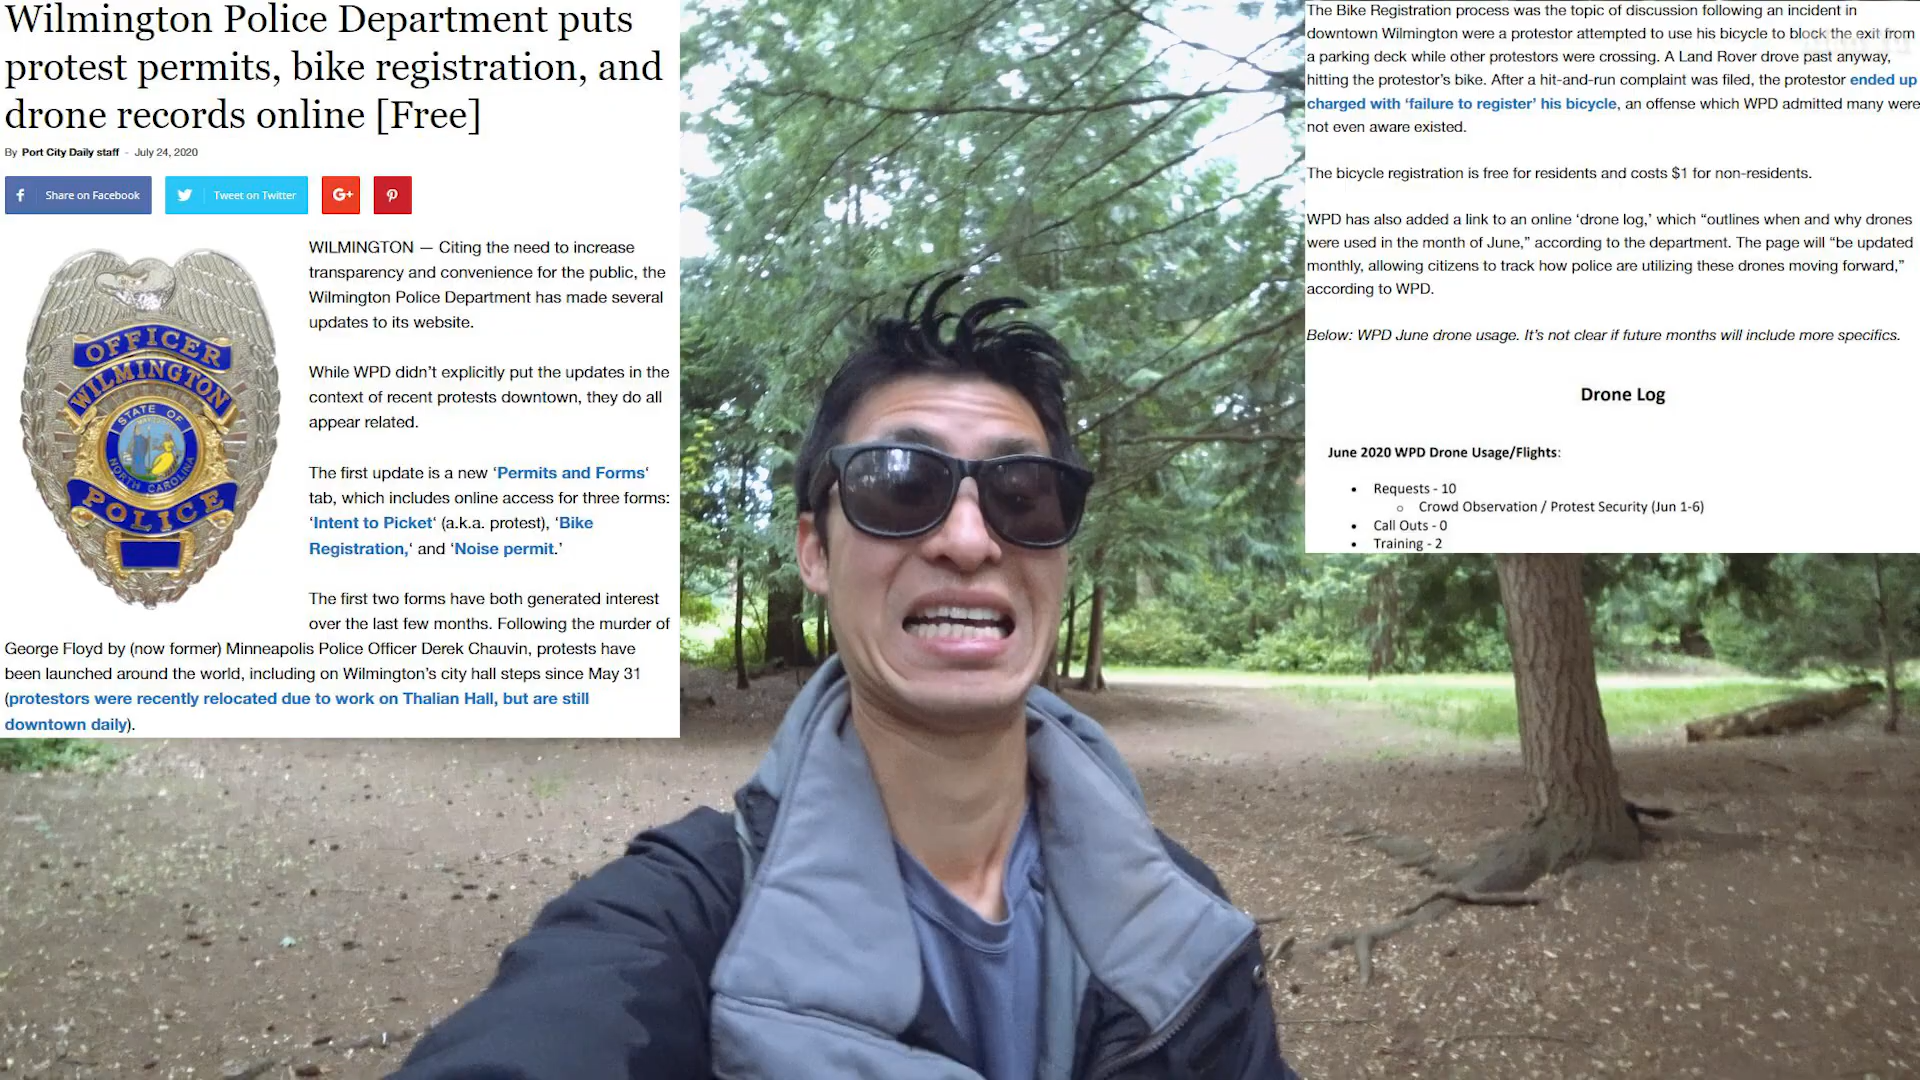 Wilmington Police Department puts
protest permits, bike registration, and
drone records online [Free]
By Port City Daily staff - July 24, 2020
Share on Facebook
Tweet on Twitter
G+
OFFICER
WILMINGTON
STATE OF
NORTH CAROLINA
POLICE
WILMINGTON — Citing the need to increase
transparency and convenience for the public, the
Wilmington Police Department has made several
updates to its website.
While WPD didn’t explicitly put the updates in the
context of recent protests downtown, they do all
appear related.
The first update is a new ‘Permits and Forms‘
tab, which includes online access for three forms:
‘Intent to Picket‘ (a.k.a. protest), ‘Bike
Registration,‘ and ‘Noise permit.’
The first two forms have both generated interest
over the last few months. Following the murder of
George Floyd by (now former) Minneapolis Police Officer Derek Chauvin, protests have
been launched around the world, including on Wilmington’s city hall steps since May 31
(protestors were recently relocated due to work on Thalian Hall, but are still
downtown daily).
The Bike Registration process was the topic of discussion following an incident in
downtown Wilmington were a protestor attempted to use his bicycle to block the exit from
a parking deck while other protestors were crossing. A Land Rover drove past anyway,
hitting the protestor’s bike. After a hit-and-run complaint was filed, the protestor ended up
charged with ‘failure to register’ his bicycle, an offense which WPD admitted many were
not even aware existed.
The bicycle registration is free for residents and costs $1 for non-residents.
WPD has also added a link to an online ‘drone log,’ which “outlines when and why drones
were used in the month of June,” according to the department. The page will “be updated
monthly, allowing citizens to track how police are utilizing these drones moving forward,”
according to WPD.
Below: WPD June drone usage. It’s not clear if future months will include more specifics.
Drone Log
June 2020 WPD Drone Usage/Flights:
• Requests - 10
o Crowd Observation / Protest Security (Jun 1-6)
• Call Outs - 0
• Training - 2